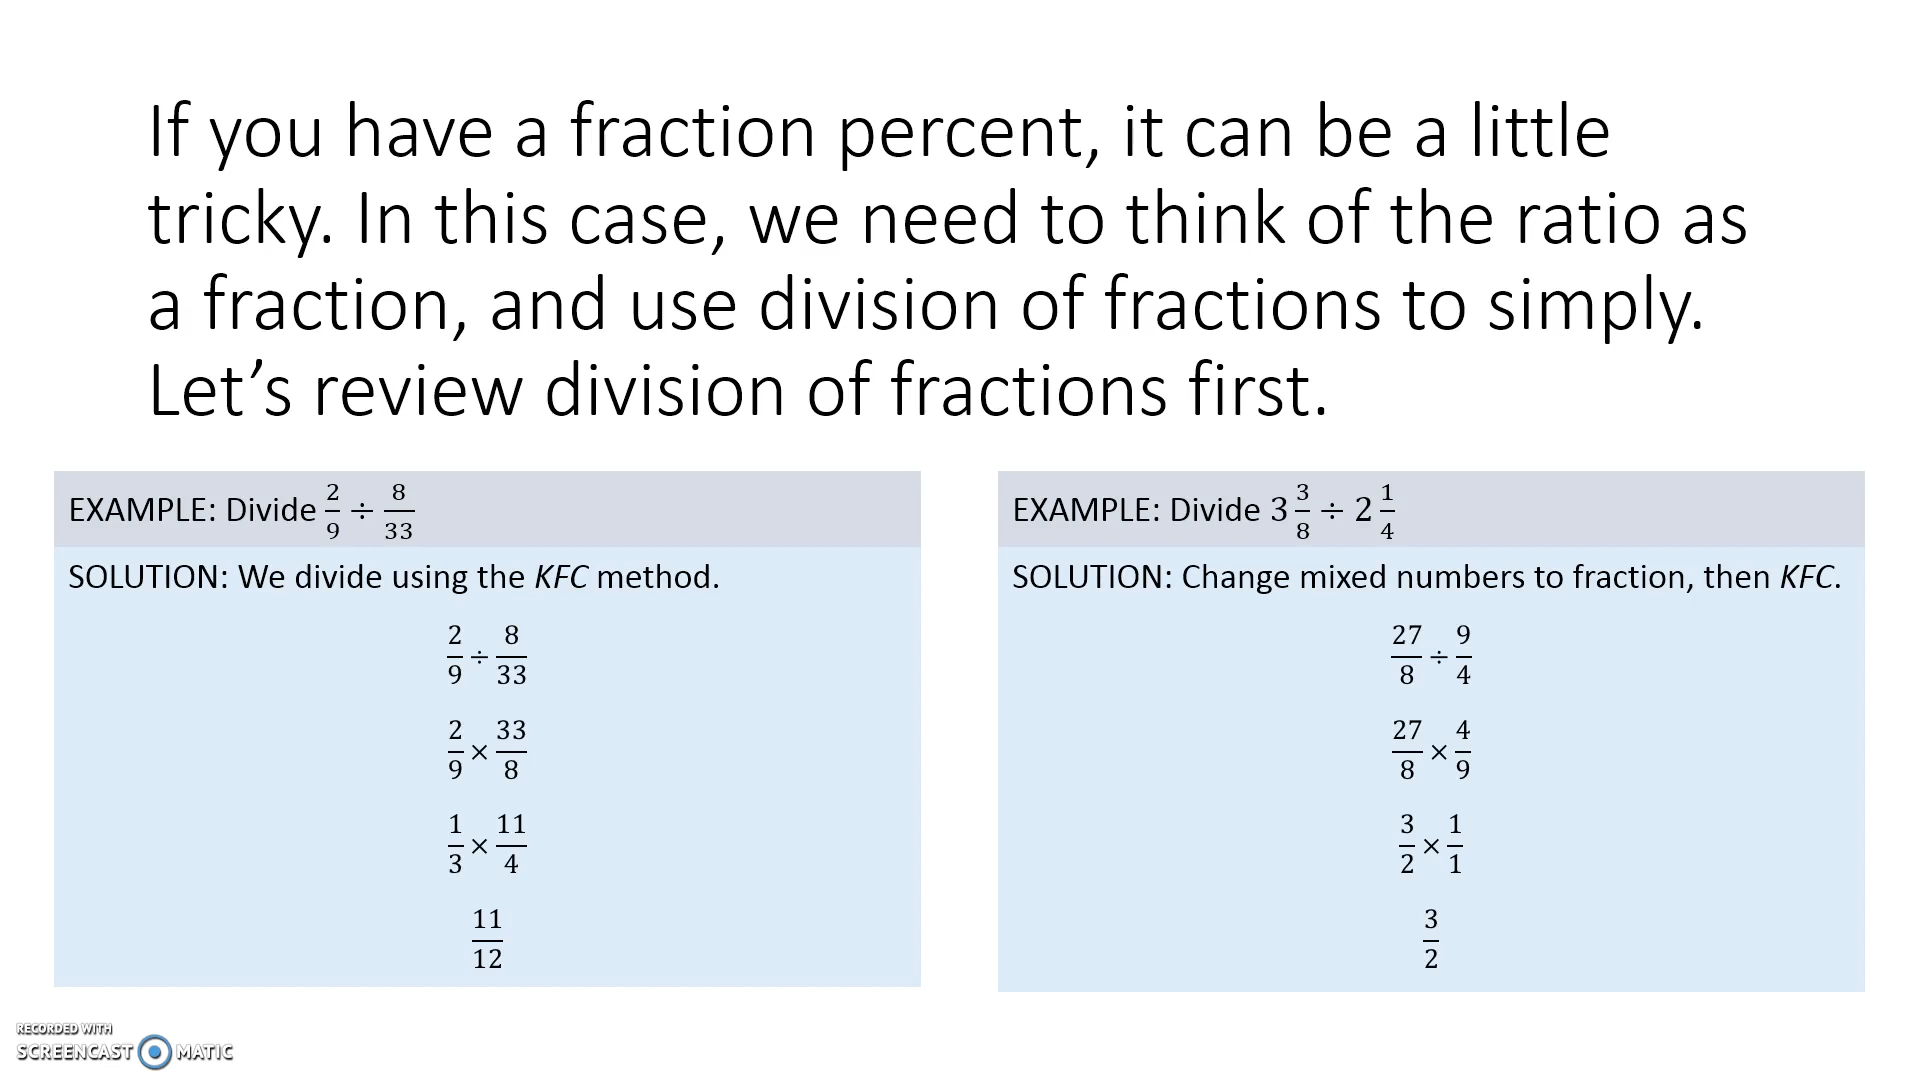 If you have a fraction percent, it can be a little
tricky. In this case, we need to think of the ratio as
a fraction, and use division of fractions to simply.
Let’s review division of fractions first.
EXAMPLE: Divide 2/9 ÷ 8/33
SOLUTION: We divide using the KFC method.
2/9 ÷ 8/33
2/9 × 33/8
1/3 × 11/4
11/12
EXAMPLE: Divide 3 3/8 ÷ 2 1/4
SOLUTION: Change mixed numbers to fraction, then KFC.
27/8 ÷ 9/4
27/8 × 4/9
3/2 × 1/1
3/2
RECORDED WITH
SCREENCAST MATIC